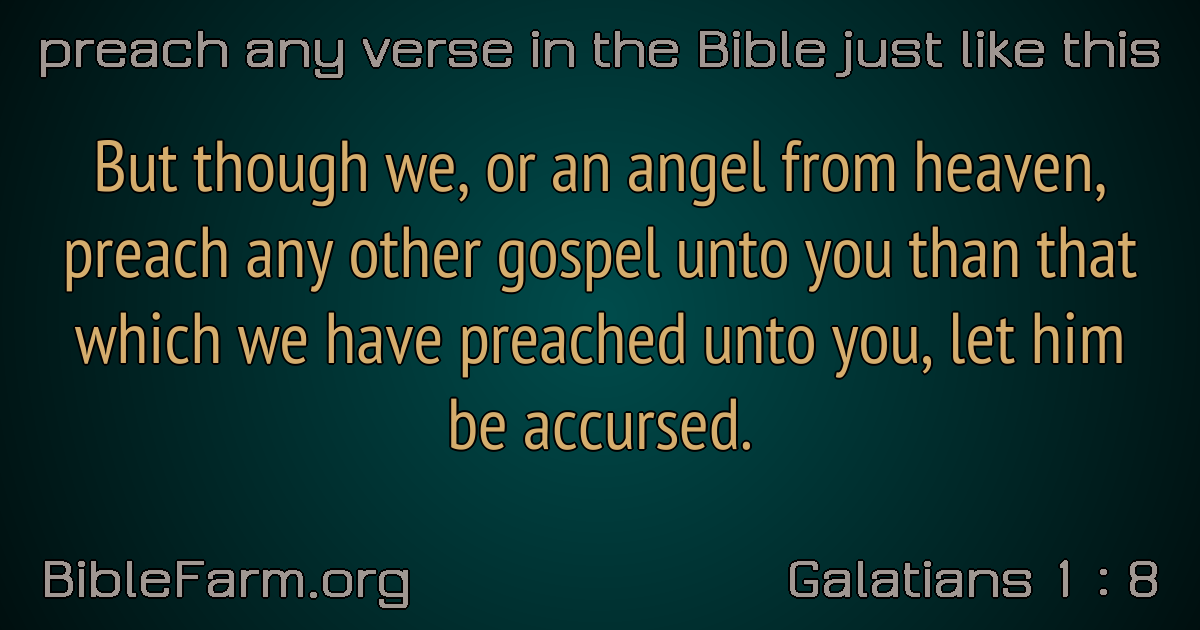 preach any verse in the Bible just like this
But though we, or an angel from heaven,
preach any other gospel unto you than that
which we have preached unto you, let him
be accursed.
BibleFarm.org
Galatians 1 : 8